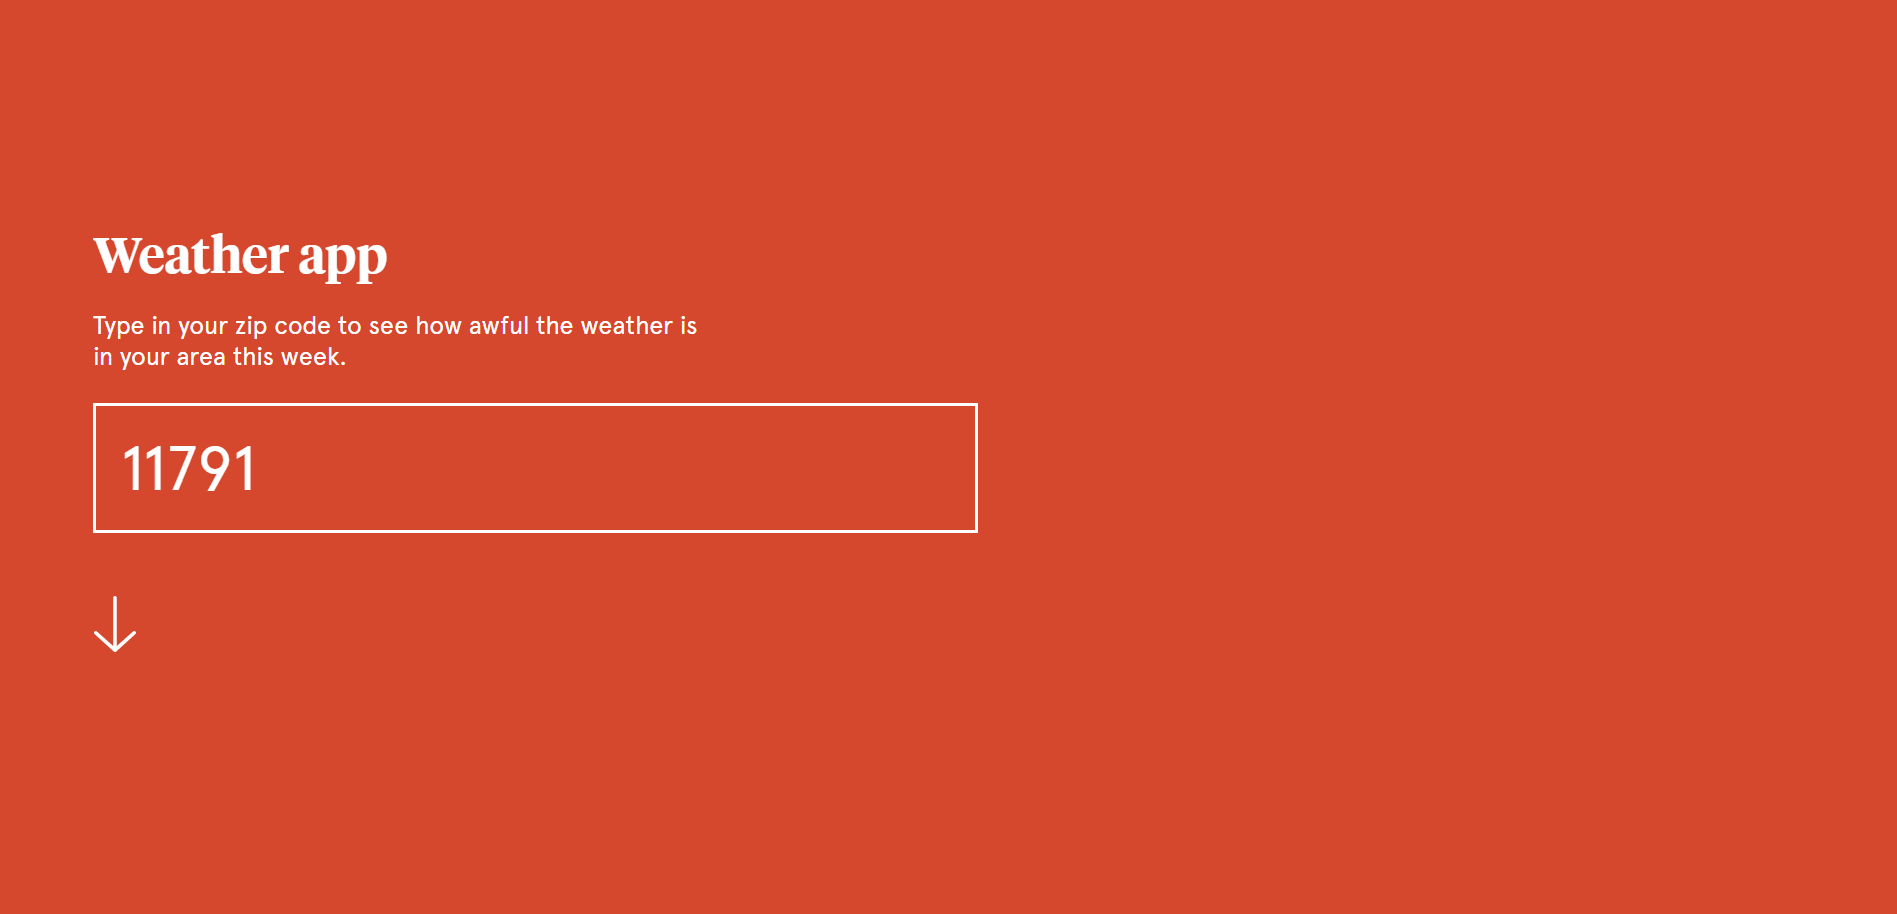 Weather app
Type in your zip code to see how awful the weather is
in your area this week.
11791